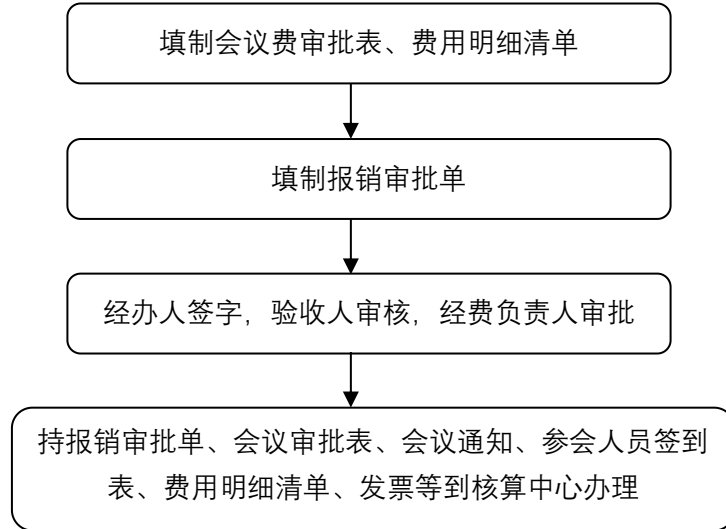 填制会议费审批表、费用明细清单
填制报销审批单
经办人签字，验收人审核，经费负责人审批
持报销审批单、会议审批表、会议通知、参会人员签到
表、费用明细清单、发票等到核算中心办理